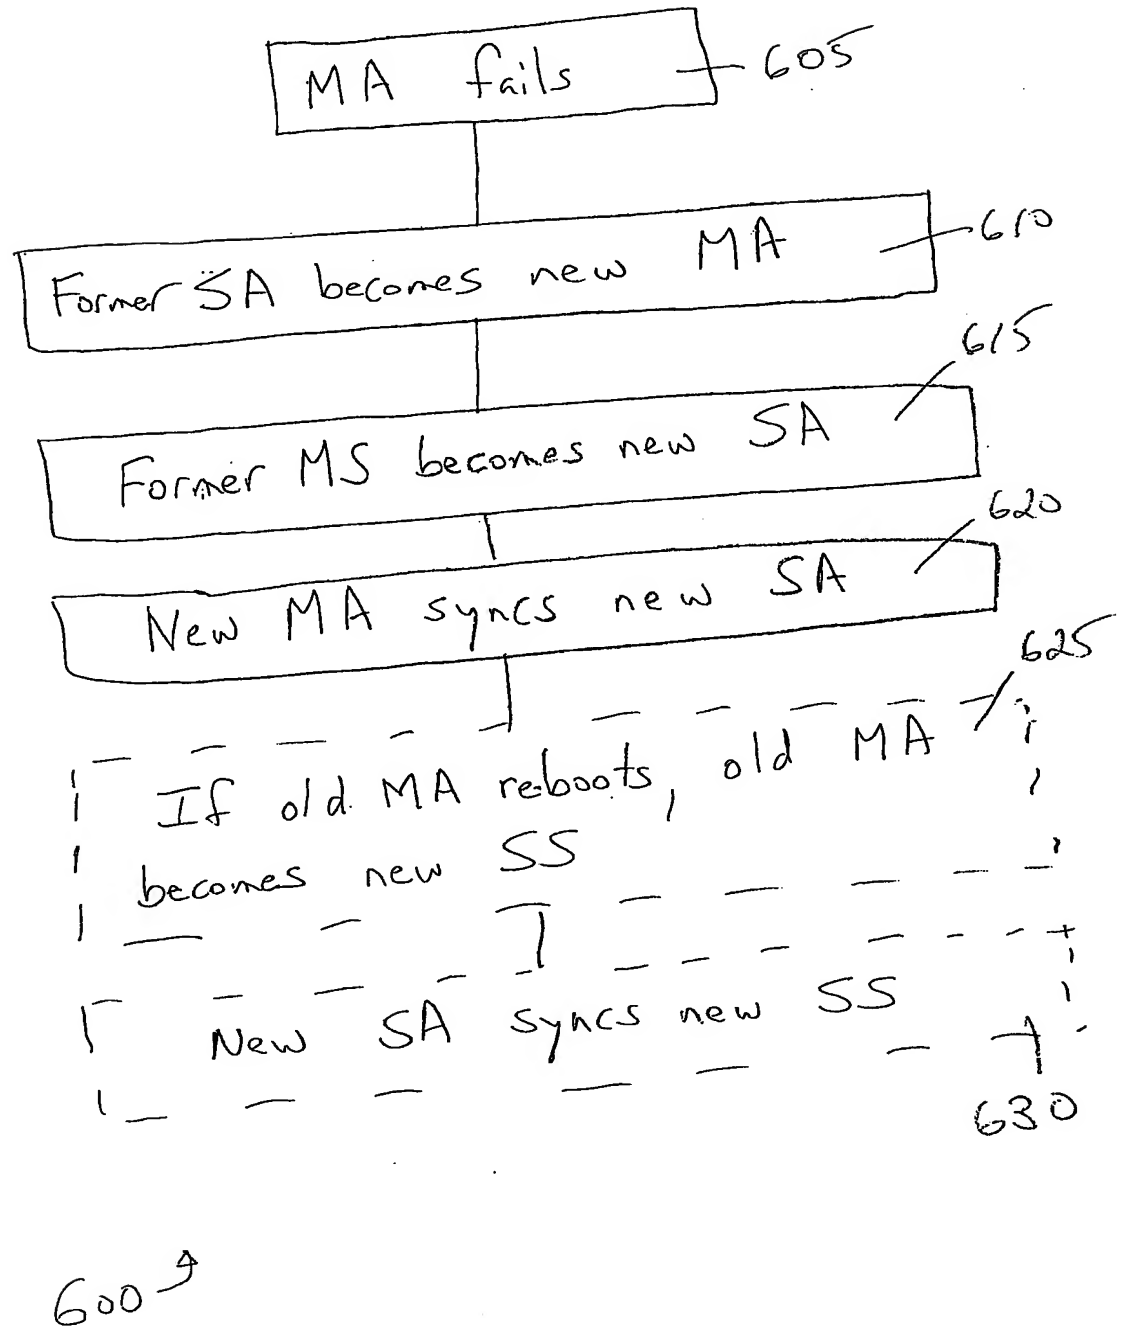 MA fails 605
Former SA becomes new MA 610
615
Former MS becomes new SA
620
New MA syncs new SA
625
If old MA reboots, old MA
becomes new SS
New SA syncs new SS
630
600